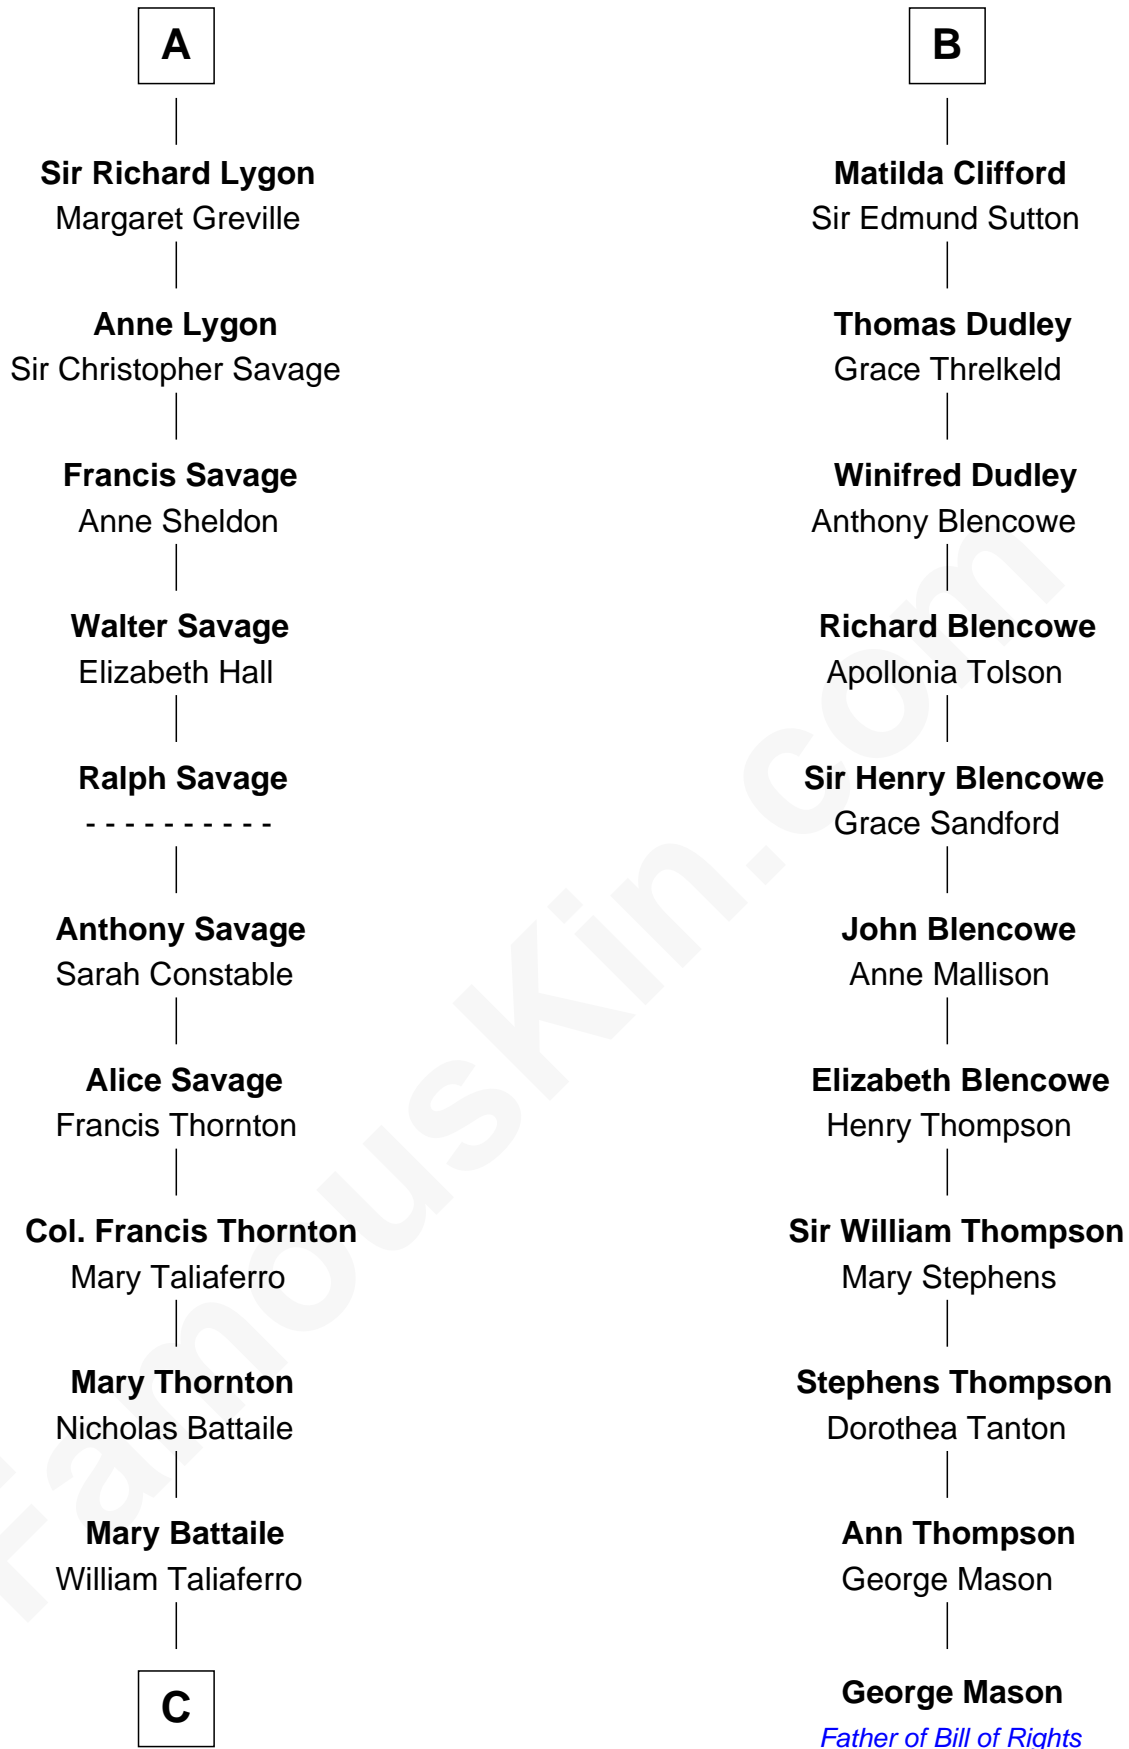 A
Sir Richard Lygon
Margaret Greville
Anne Lygon
Sir Christopher Savage
Francis Savage
Anne Sheldon
Walter Savage
Elizabeth Hall
Ralph Savage
- - - - - - - - - -
Anthony Savage
Sarah Constable
Alice Savage
Francis Thornton
Col. Francis Thornton
Mary Taliaferro
Mary Thornton
Nicholas Battaile
Mary Battaile
William Taliaferro
C
B
Matilda Clifford
Sir Edmund Sutton
Thomas Dudley
Grace Threlkeld
Winifred Dudley
Anthony Blencowe
Richard Blencowe
Apollonia Tolson
Sir Henry Blencowe
Grace Sandford
John Blencowe
Anne Mallison
Elizabeth Blencowe
Henry Thompson
Sir William Thompson
Mary Stephens
Stephens Thompson
Dorothea Tanton
Ann Thompson
George Mason
George Mason
Father of Bill of Rights
FamousKin.com